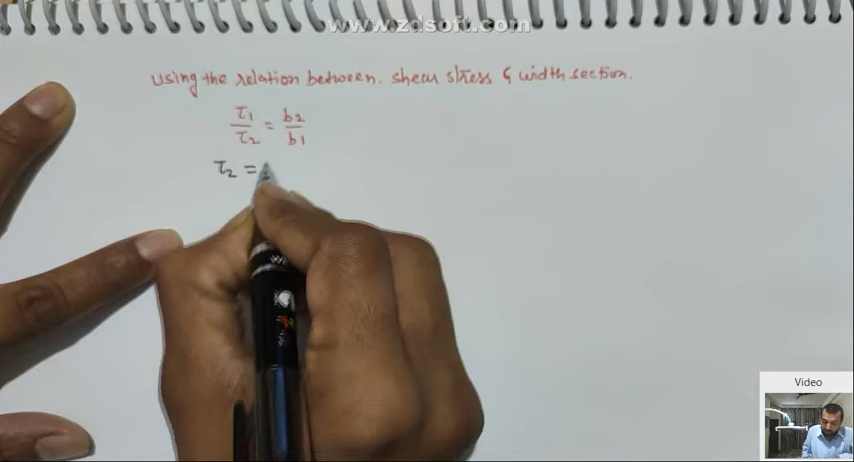 www.zdsoft.com
Using the relation between. shear stress & width section.
τ1/τ2 = b2/b1
τ2 =
Video